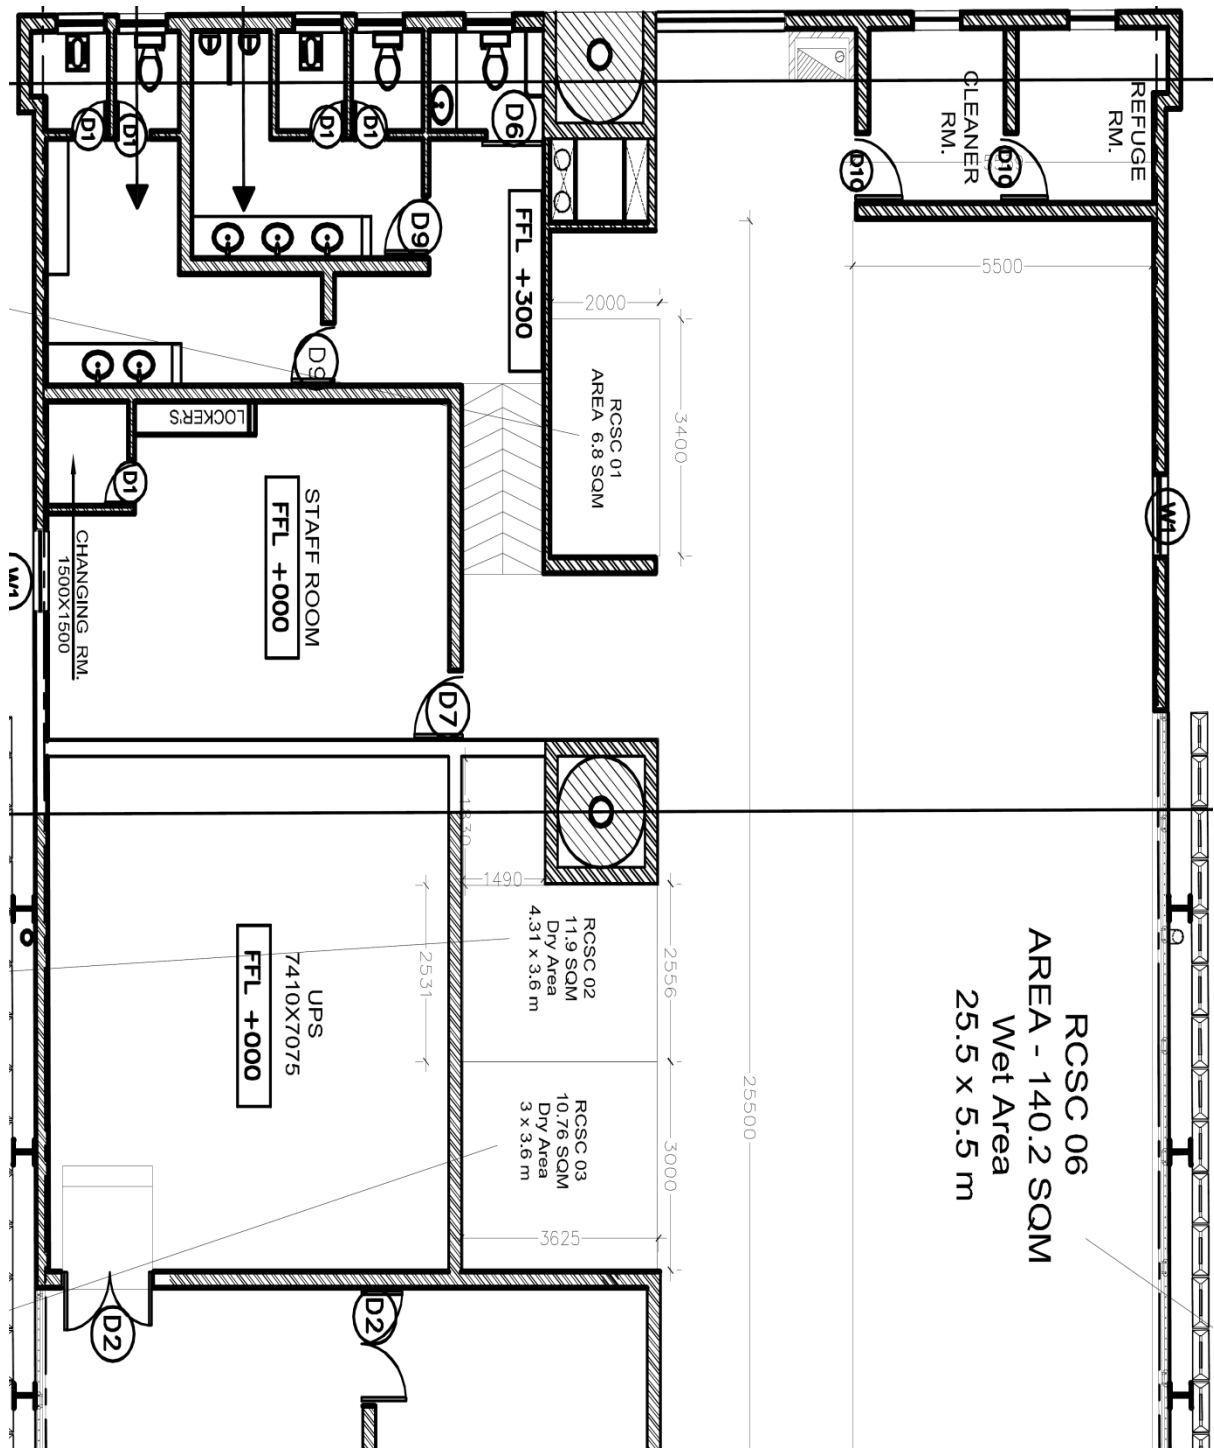 D1
D1
D1
D1
D6
D9
D9
FFL +300
CLEANER
RM.
REFUGE
RM.
D10
D10
5500
2000
3400
RCSC 01
AREA 6.8 SQM
LOCKER'S
D1
STAFF ROOM
FFL +000
CHANGING RM.
1500X1500
W1
W1
D7
1830
1490
2531
2556
RCSC 02
11.9 SQM
Dry Area
4.31 x 3.6 m
UPS
7410X7075
FFL +000
RCSC 03
10.76 SQM
Dry Area
3 x 3.6 m
3000
3625
25500
RCSC 06
AREA - 140.2 SQM
Wet Area
25.5 x 5.5 m
D2
D2